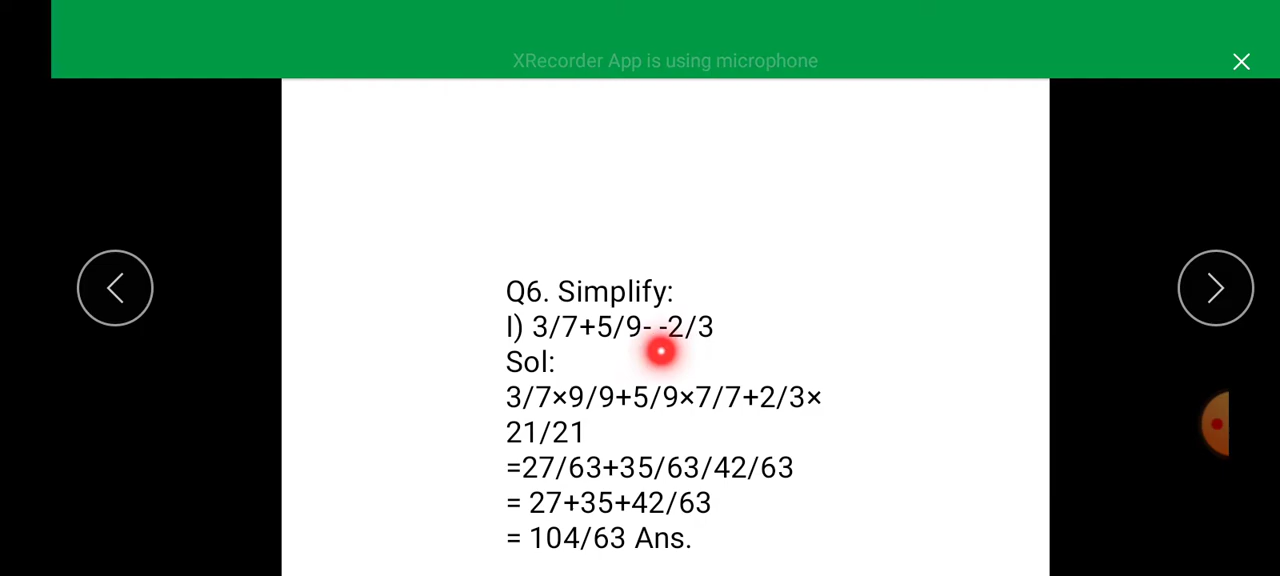 XRecorder App is using microphone
Q6. Simplify:
I) 3/7+5/9- -2/3
Sol:
3/7×9/9+5/9×7/7+2/3×
21/21
=27/63+35/63/42/63
= 27+35+42/63
= 104/63 Ans.